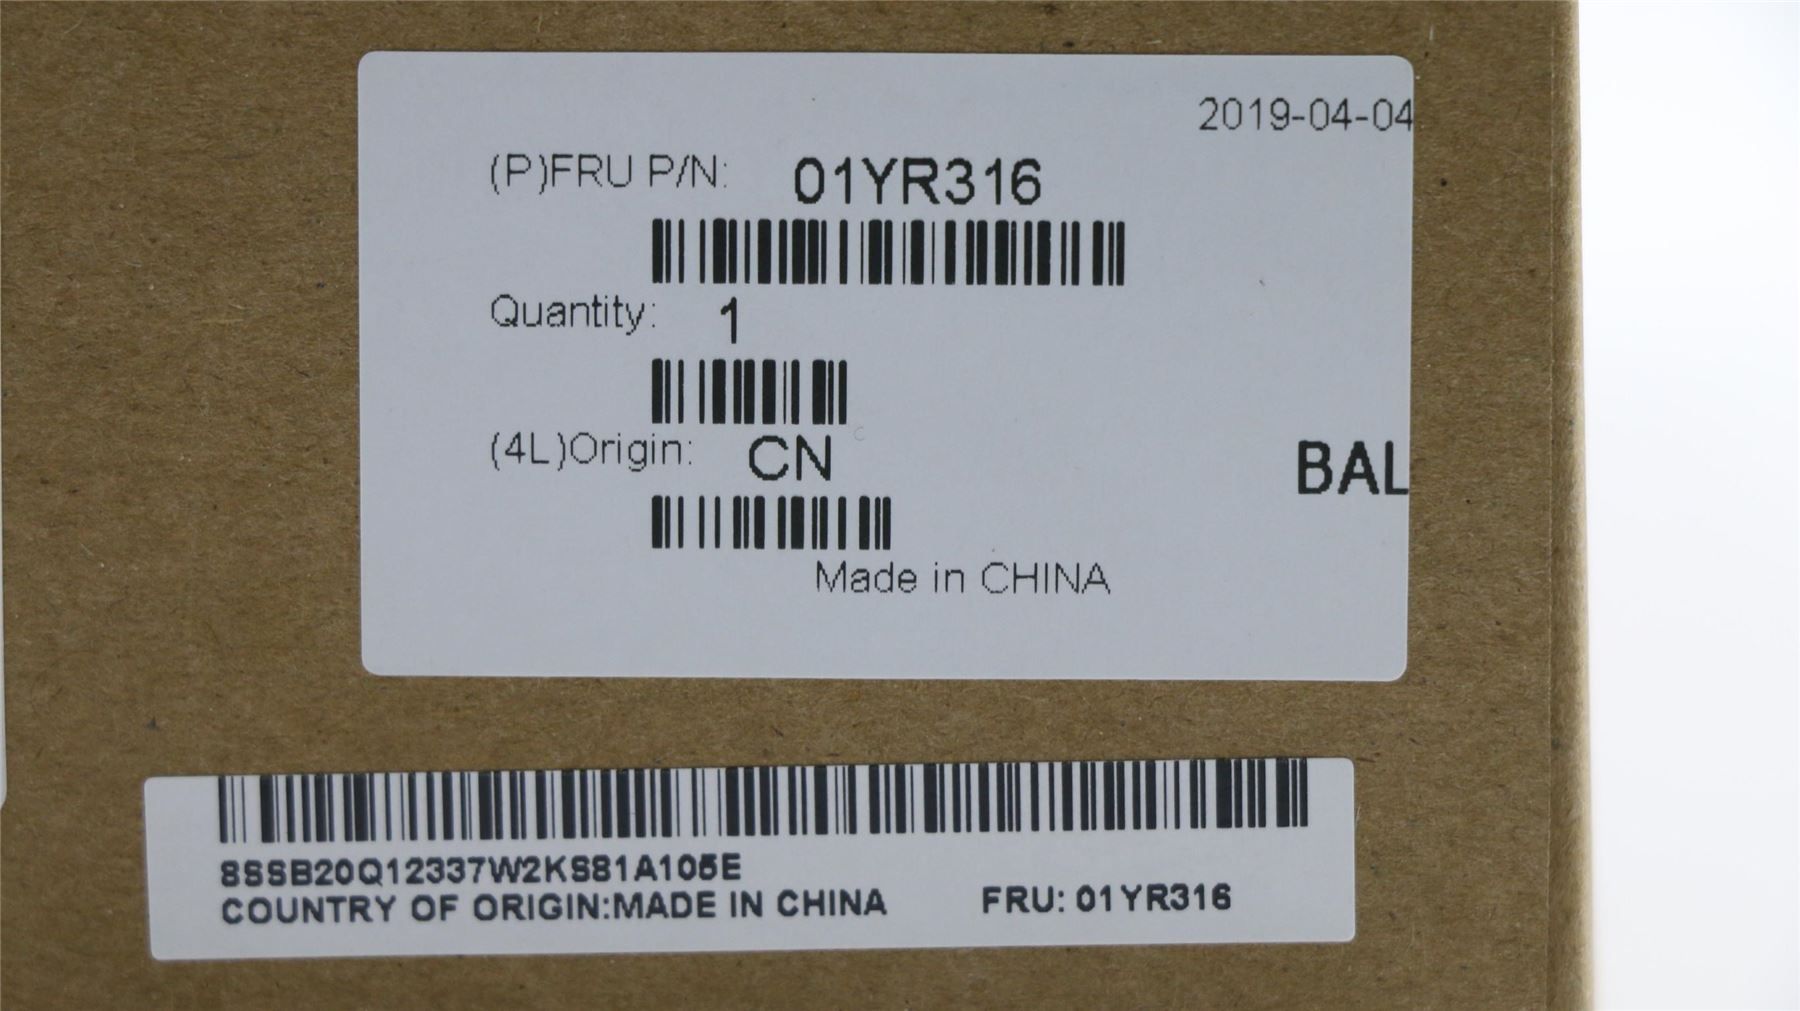 2019-04-04
(P)FRU P/N: 01YR316
Quantity: 1
(4L)Origin: CN
BAL
Made in CHINA
8SSB20Q12337W2KS81A105E
COUNTRY OF ORIGIN:MADE IN CHINA FRU: 01YR316